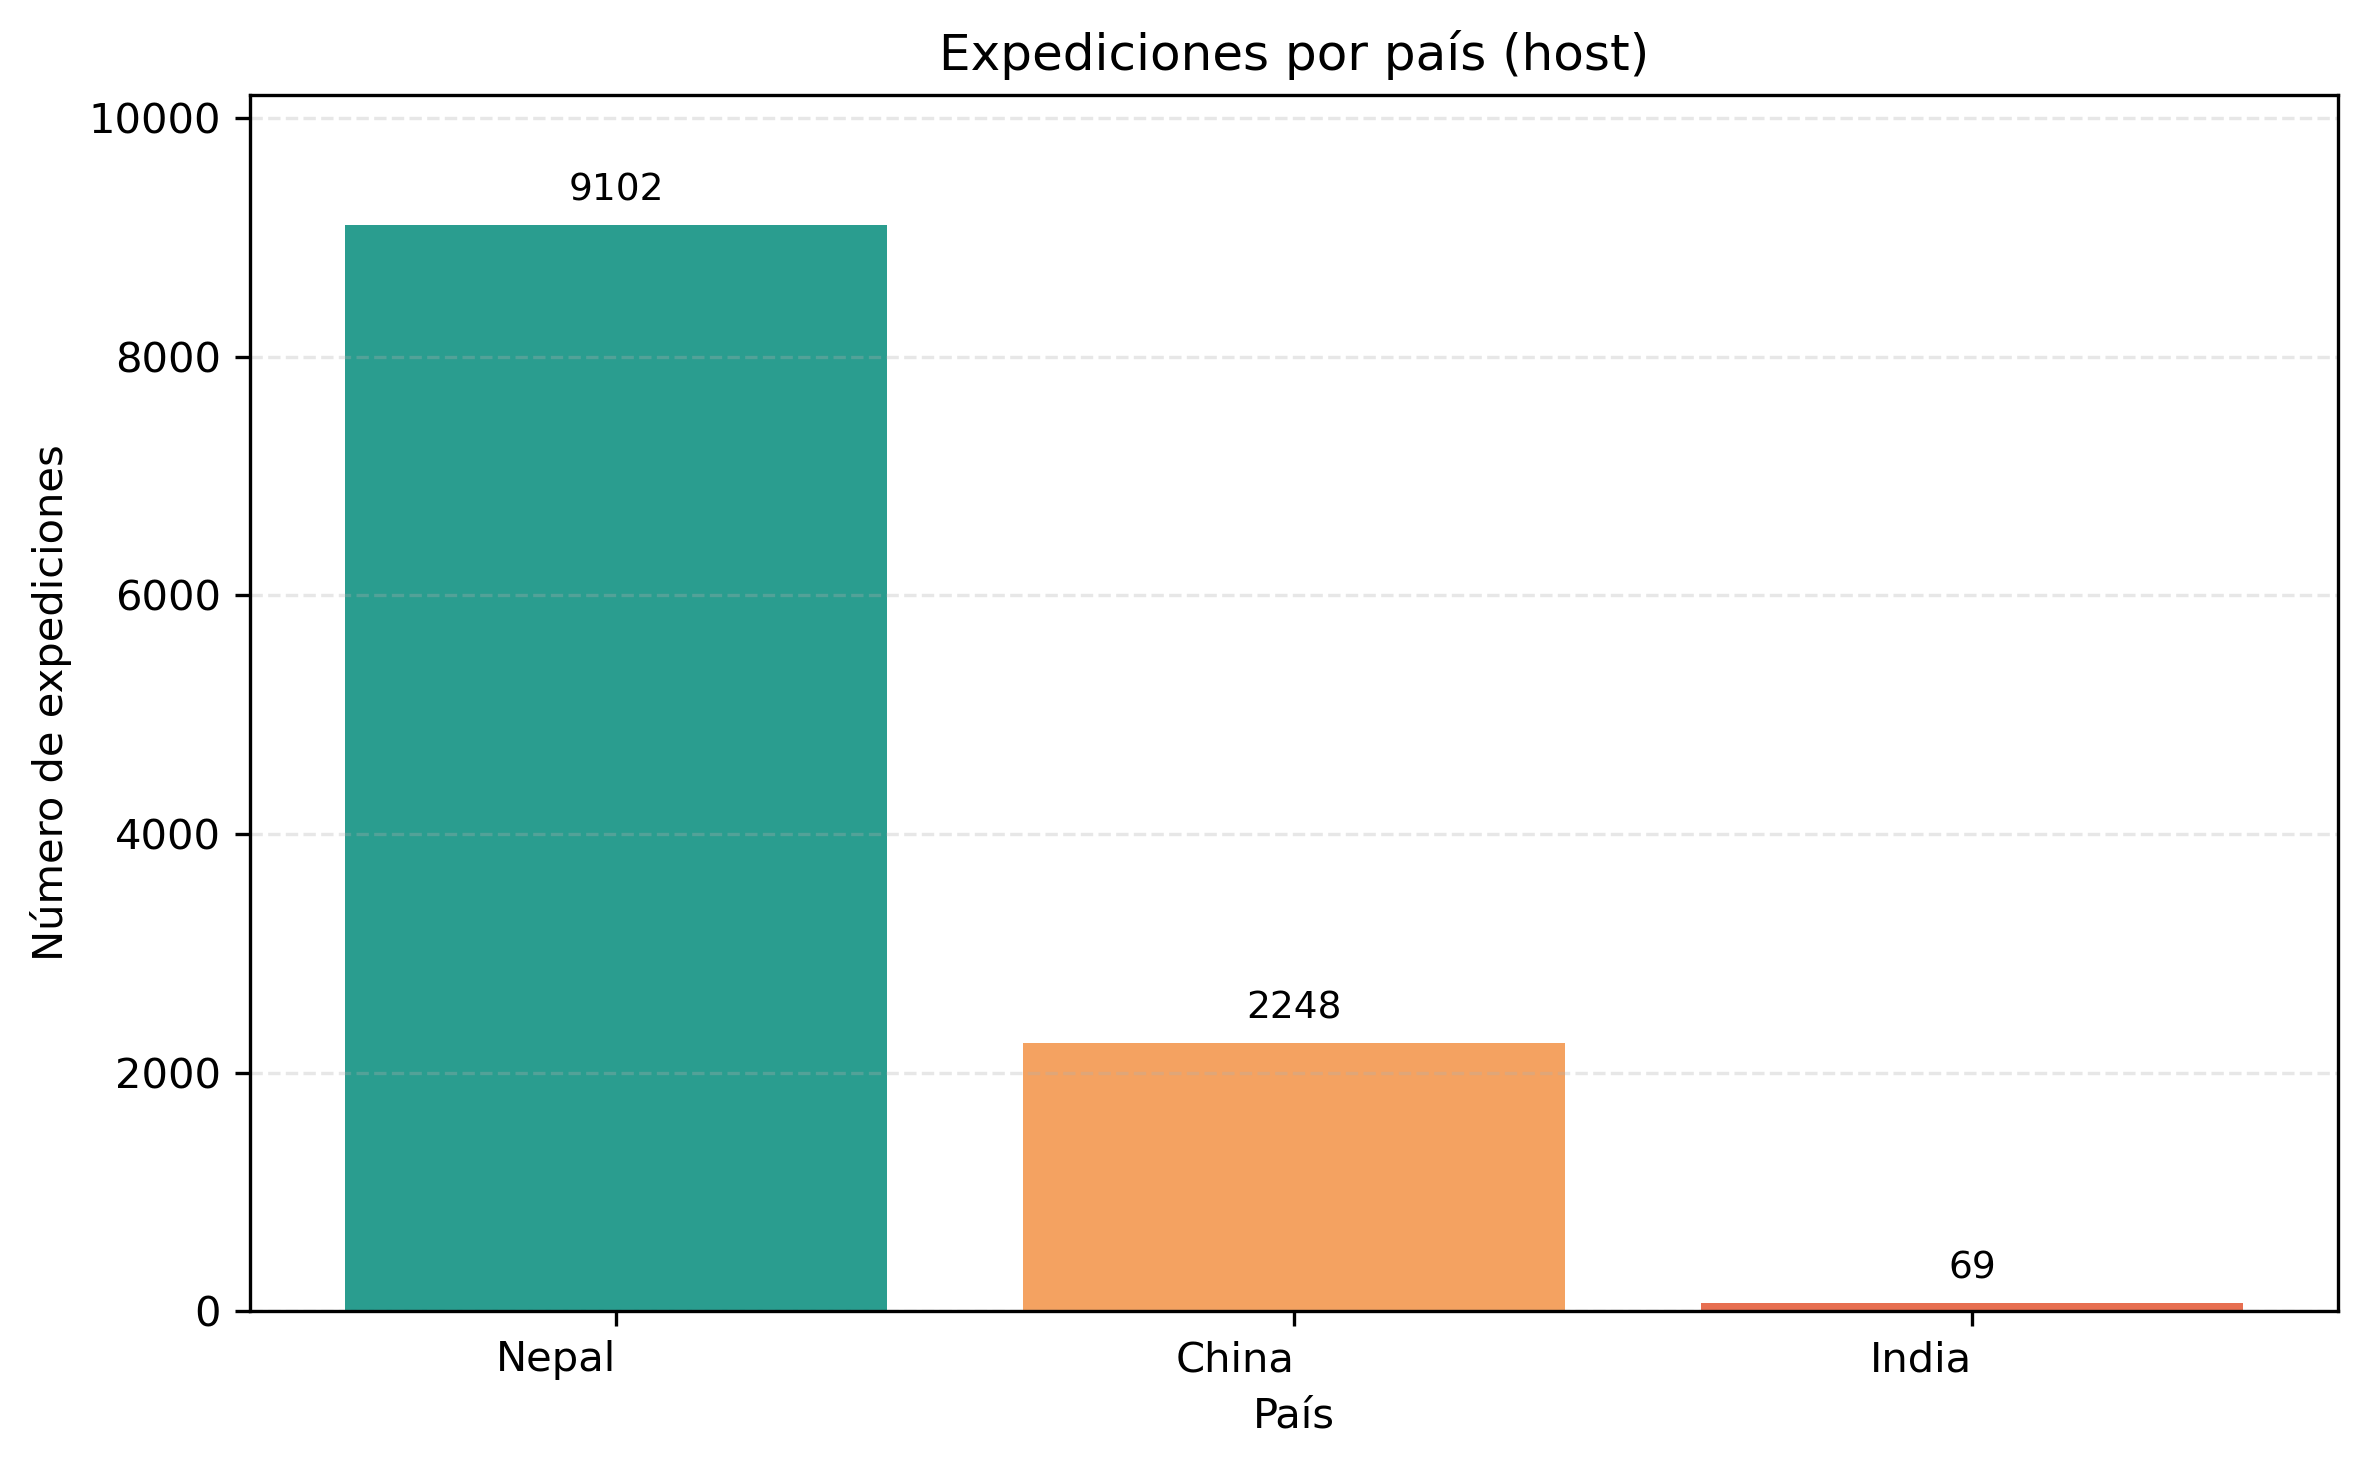 Expediciones por país (host)
10000
9102
8000
6000
4000
2248
2000
69
0
Número de expediciones
Nepal
China
India
País